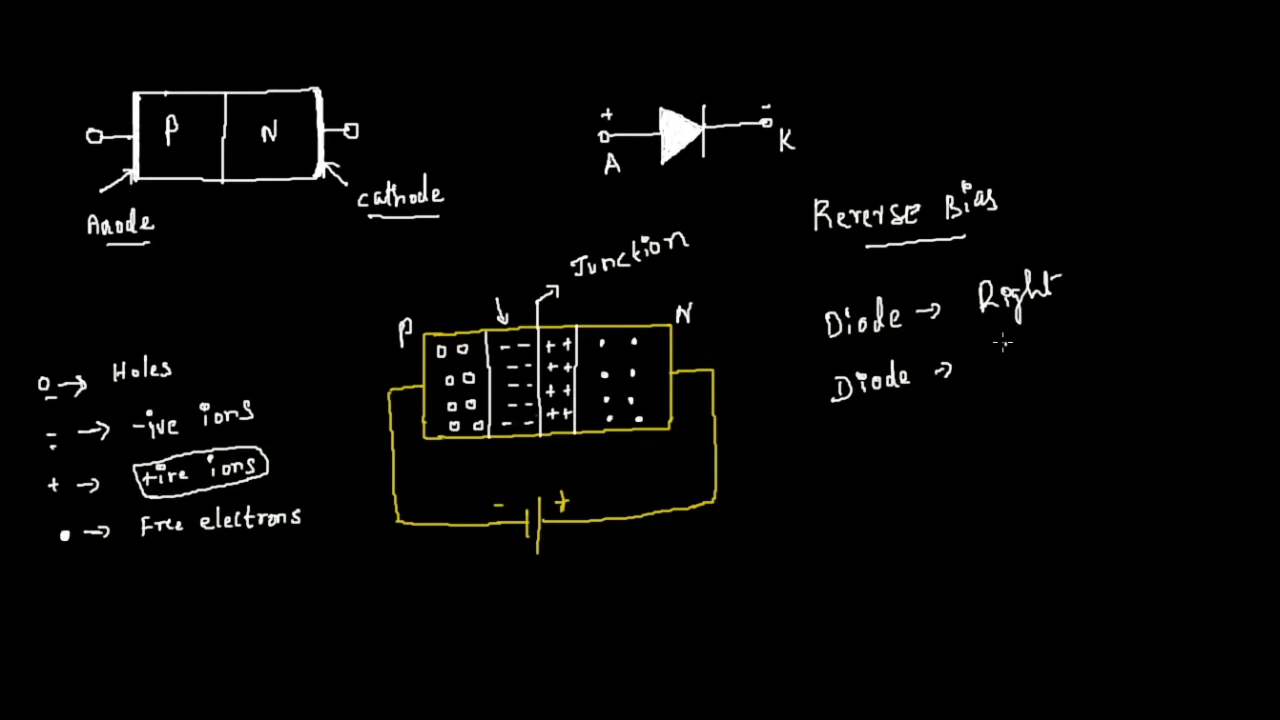 P N
Anode
cathode
+ -
A K
Reverse Bias
Junction
Diode → Right
Diode →
P N
o → Holes
- → -ive ions
+ → +ive ions
• → Free electrons
- +